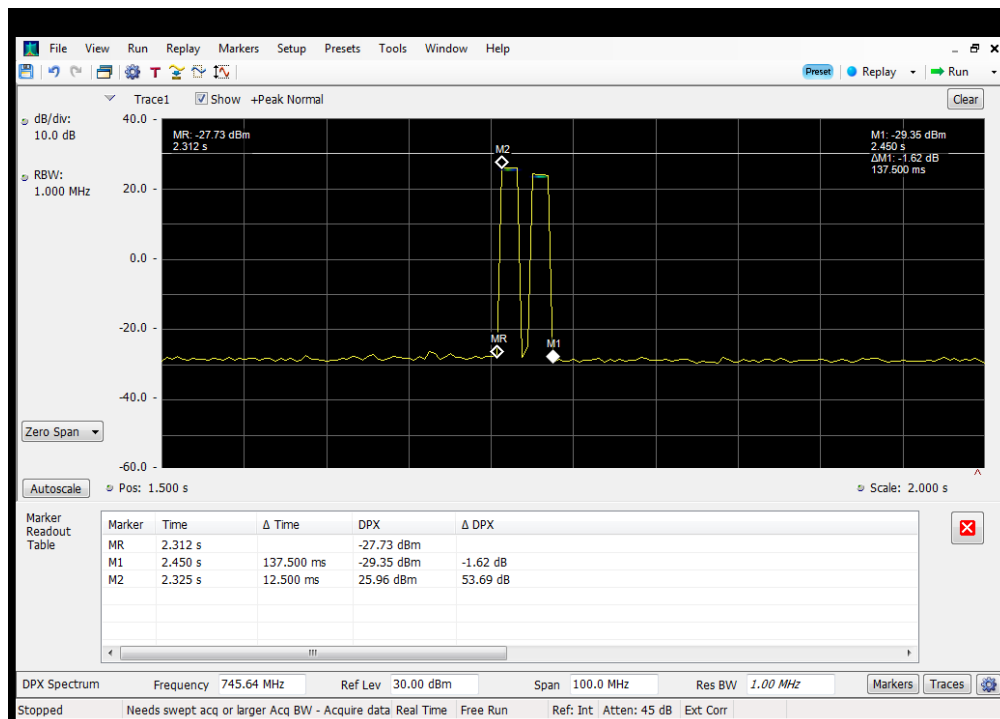 File View Run Replay Markers Setup Presets Tools Window Help
T Preset Replay Run
Trace1 Show +Peak Normal Clear
dB/div:
10.0 dB
RBW:
1.000 MHz
40.0
20.0
0.0
-20.0
-40.0
-60.0
MR: -27.73 dBm
2.312 s
M1: -29.35 dBm
2.450 s
ΔM1: -1.62 dB
137.500 ms
M2
MR
M1
Zero Span
Autoscale Pos: 1.500 s Scale: 2.000 s
Marker
Readout
Table
Marker Time Δ Time DPX Δ DPX
MR 2.312 s -27.73 dBm
M1 2.450 s 137.500 ms -29.35 dBm -1.62 dB
M2 2.325 s 12.500 ms 25.96 dBm 53.69 dB
DPX Spectrum Frequency 745.64 MHz Ref Lev 30.00 dBm Span 100.0 MHz Res BW 1.00 MHz Markers Traces
Stopped Needs swept acq or larger Acq BW - Acquire data Real Time Free Run Ref: Int Atten: 45 dB Ext Corr